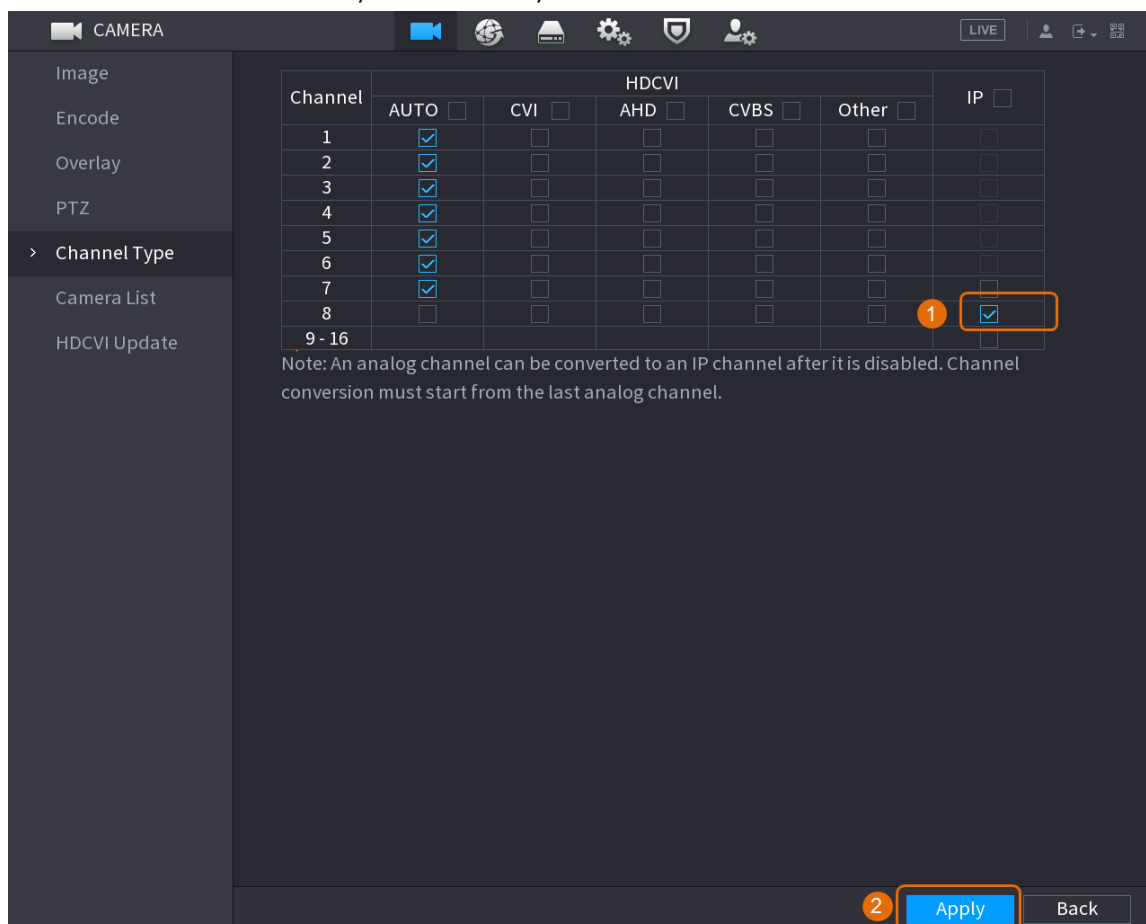 CAMERA
LIVE
Image
Encode
Overlay
PTZ
> Channel Type
Camera List
HDCVI Update
Channel HDCVI IP
AUTO CVI AHD CVBS Other
1
2
3
4
5
6
7
8 1
9 - 16
Note: An analog channel can be converted to an IP channel after it is disabled. Channel
conversion must start from the last analog channel.
2 Apply Back